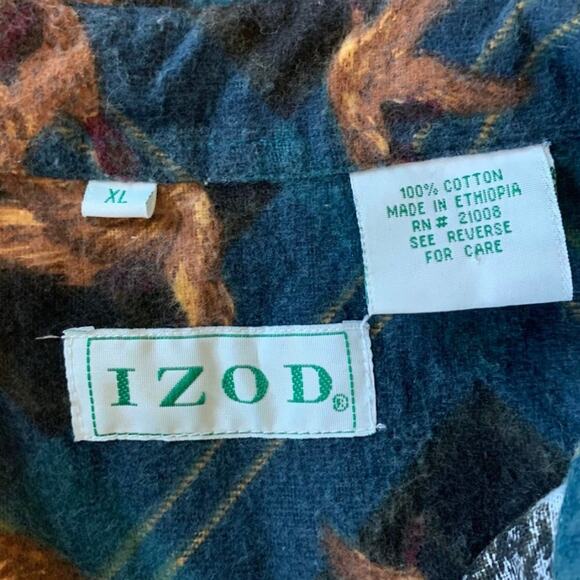 XL
100% COTTON
MADE IN ETHIOPIA
RN# 21008
SEE REVERSE
FOR CARE
IZOD®